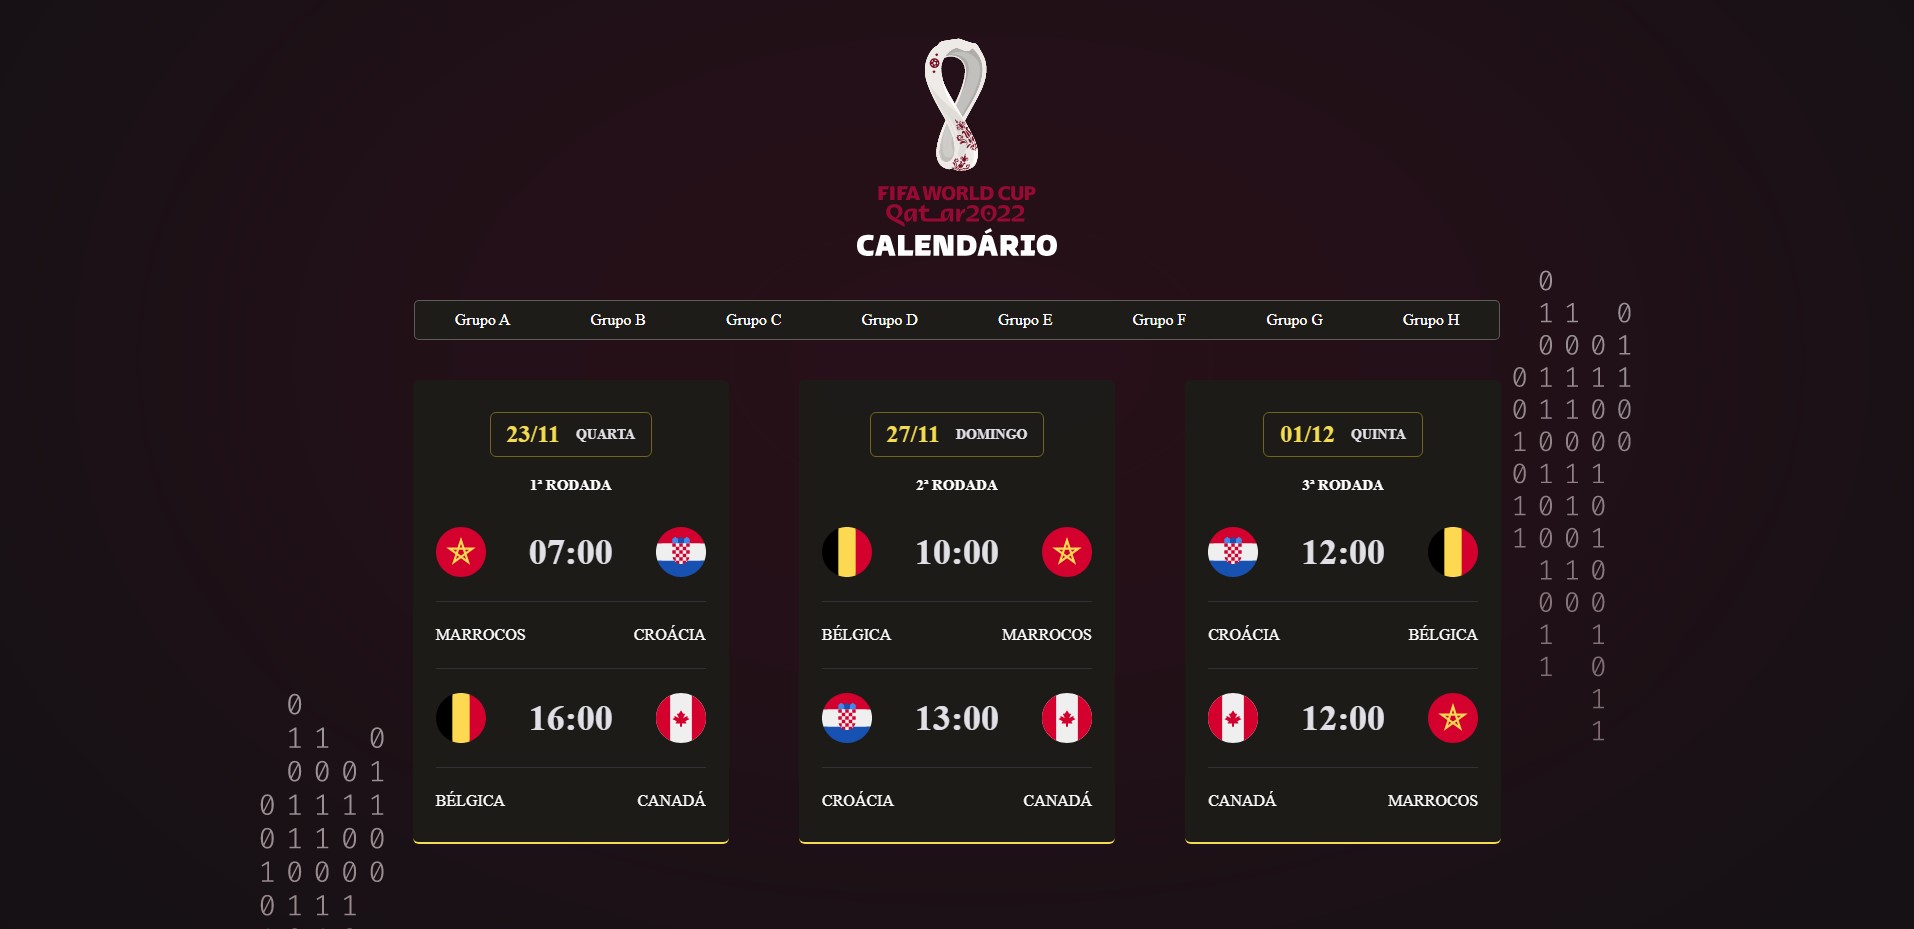 FIFA WORLD CUP
Qatar2022
CALENDÁRIO
Grupo A Grupo B Grupo C Grupo D Grupo E Grupo F Grupo G Grupo H
23/11 QUARTA
1ª RODADA
07:00
MARROCOS CROÁCIA
16:00
BÉLGICA CANADÁ
27/11 DOMINGO
2ª RODADA
10:00
BÉLGICA MARROCOS
13:00
CROÁCIA CANADÁ
01/12 QUINTA
3ª RODADA
12:00
CROÁCIA BÉLGICA
12:00
CANADÁ MARROCOS
0
1 1 0
0 0 0 1
0 1 1 1 1
0 1 1 0 0
1 0 0 0 0
0 1 1 1
1 0 1 0
1 0 0 1
1 1 0
0 0 0
1 1
1 0
1
1
0
1 1 0
0 0 0 1
0 1 1 1 1
0 1 1 0 0
1 0 0 0 0
0 1 1 1